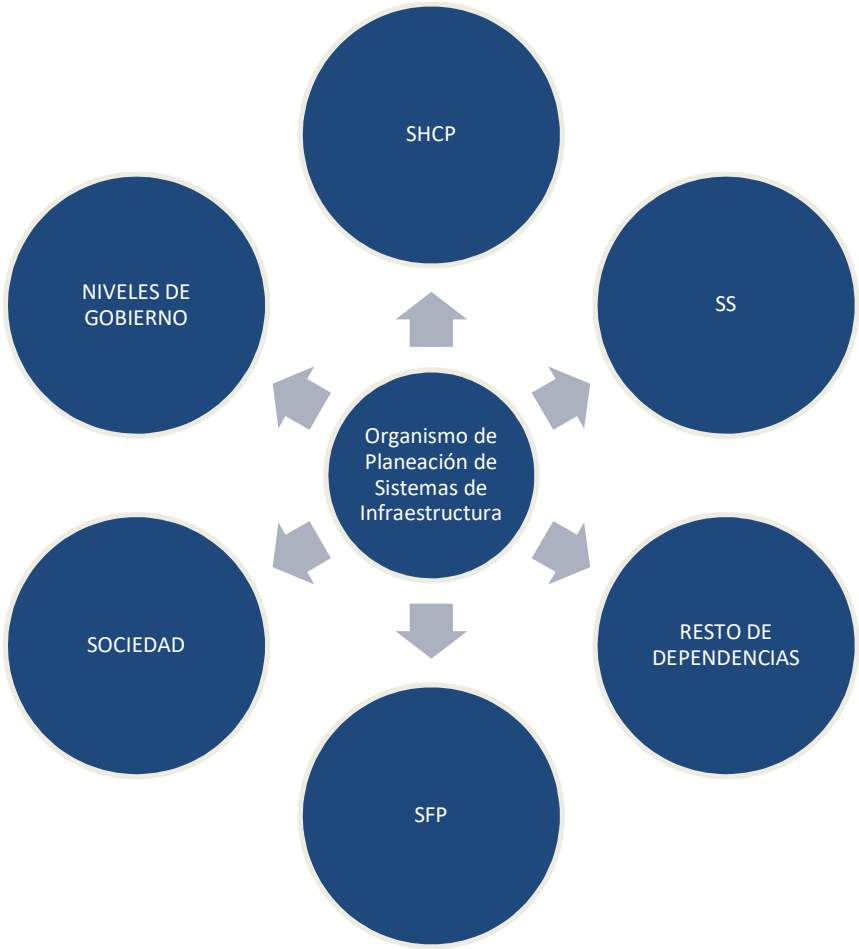 SHCP
SS
RESTO DE
DEPENDENCIAS
SFP
SOCIEDAD
NIVELES DE
GOBIERNO
Organismo de
Planeación de
Sistemas de
Infraestructura